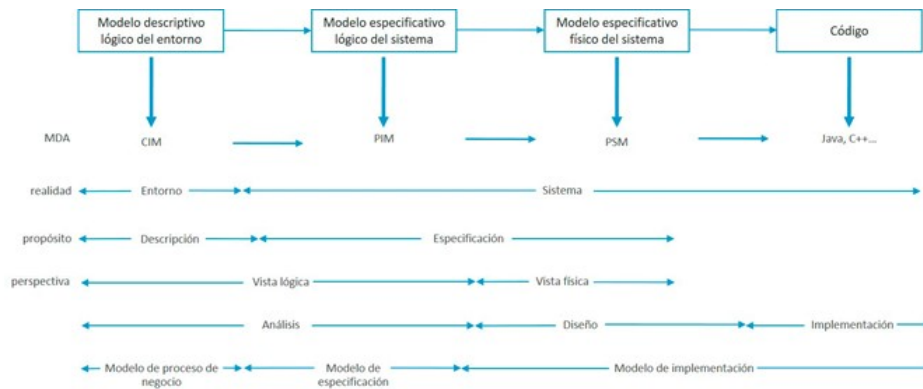 Modelo descriptivo
lógico del entorno
Modelo especificativo
lógico del sistema
Modelo especificativo
físico del sistema
Código
MDA
CIM
PIM
PSM
Java, C++...
realidad
Entorno
Sistema
propósito
Descripción
Especificación
perspectiva
Vista lógica
Vista física
Análisis
Diseño
Implementación
Modelo de proceso de
negocio
Modelo de
especificación
Modelo de implementación